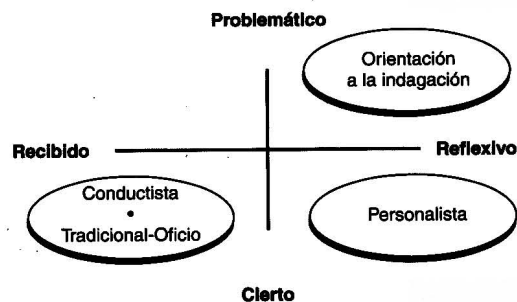 Problemático
Orientación
a la indagación
Recibido
Reflexivo
Conductista
•
Tradicional-Oficio
Personalista
Cierto